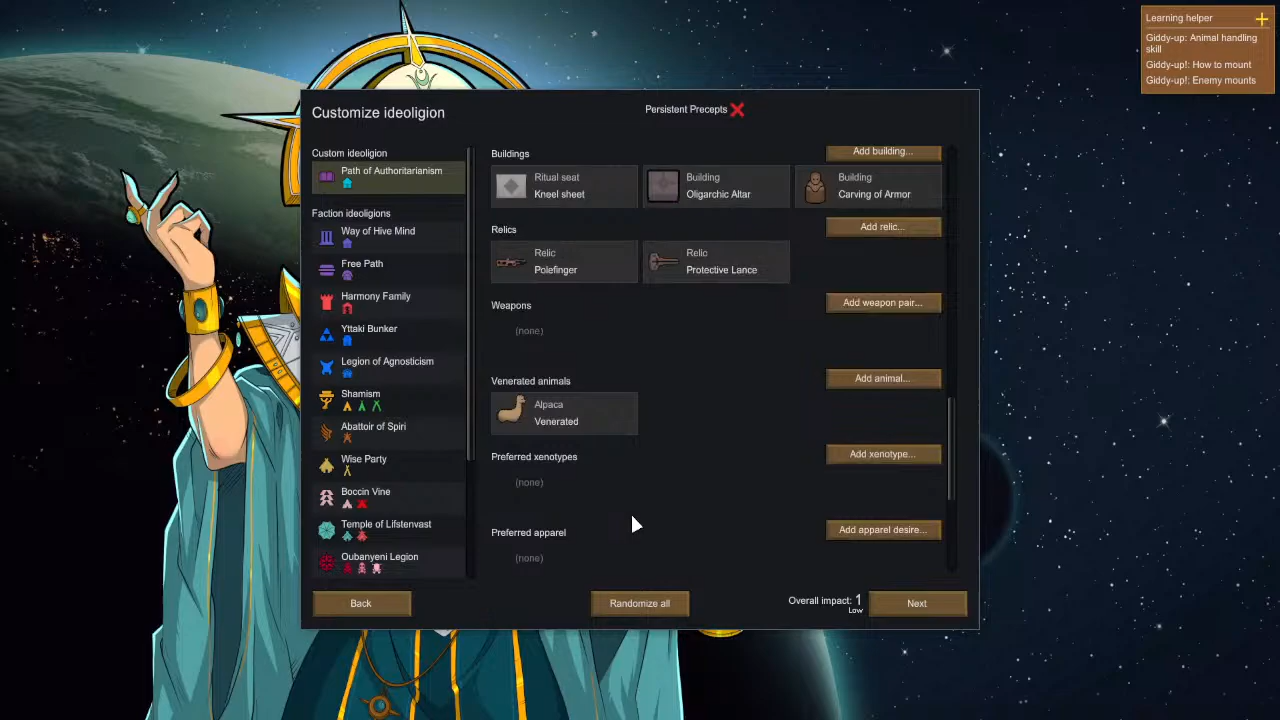 Learning helper
Giddy-up: Animal handling
skill
Giddy-up!: How to mount
Giddy-up!: Enemy mounts
Customize ideoligion
Persistent Precepts
Custom ideoligion
Path of Authoritarianism
Faction ideoligions
Way of Hive Mind
Free Path
Harmony Family
Yttaki Bunker
Legion of Agnosticism
Shamism
Abattoir of Spiri
Wise Party
Boccin Vine
Temple of Lifstenvast
Oubanyeni Legion
Buildings
Add building...
Ritual seat
Kneel sheet
Building
Oligarchic Altar
Building
Carving of Armor
Relics
Add relic...
Relic
Polefinger
Relic
Protective Lance
Weapons
Add weapon pair...
(none)
Venerated animals
Add animal...
Alpaca
Venerated
Preferred xenotypes
Add xenotype...
(none)
Preferred apparel
Add apparel desire...
(none)
Back
Randomize all
Overall impact: 1
Low
Next